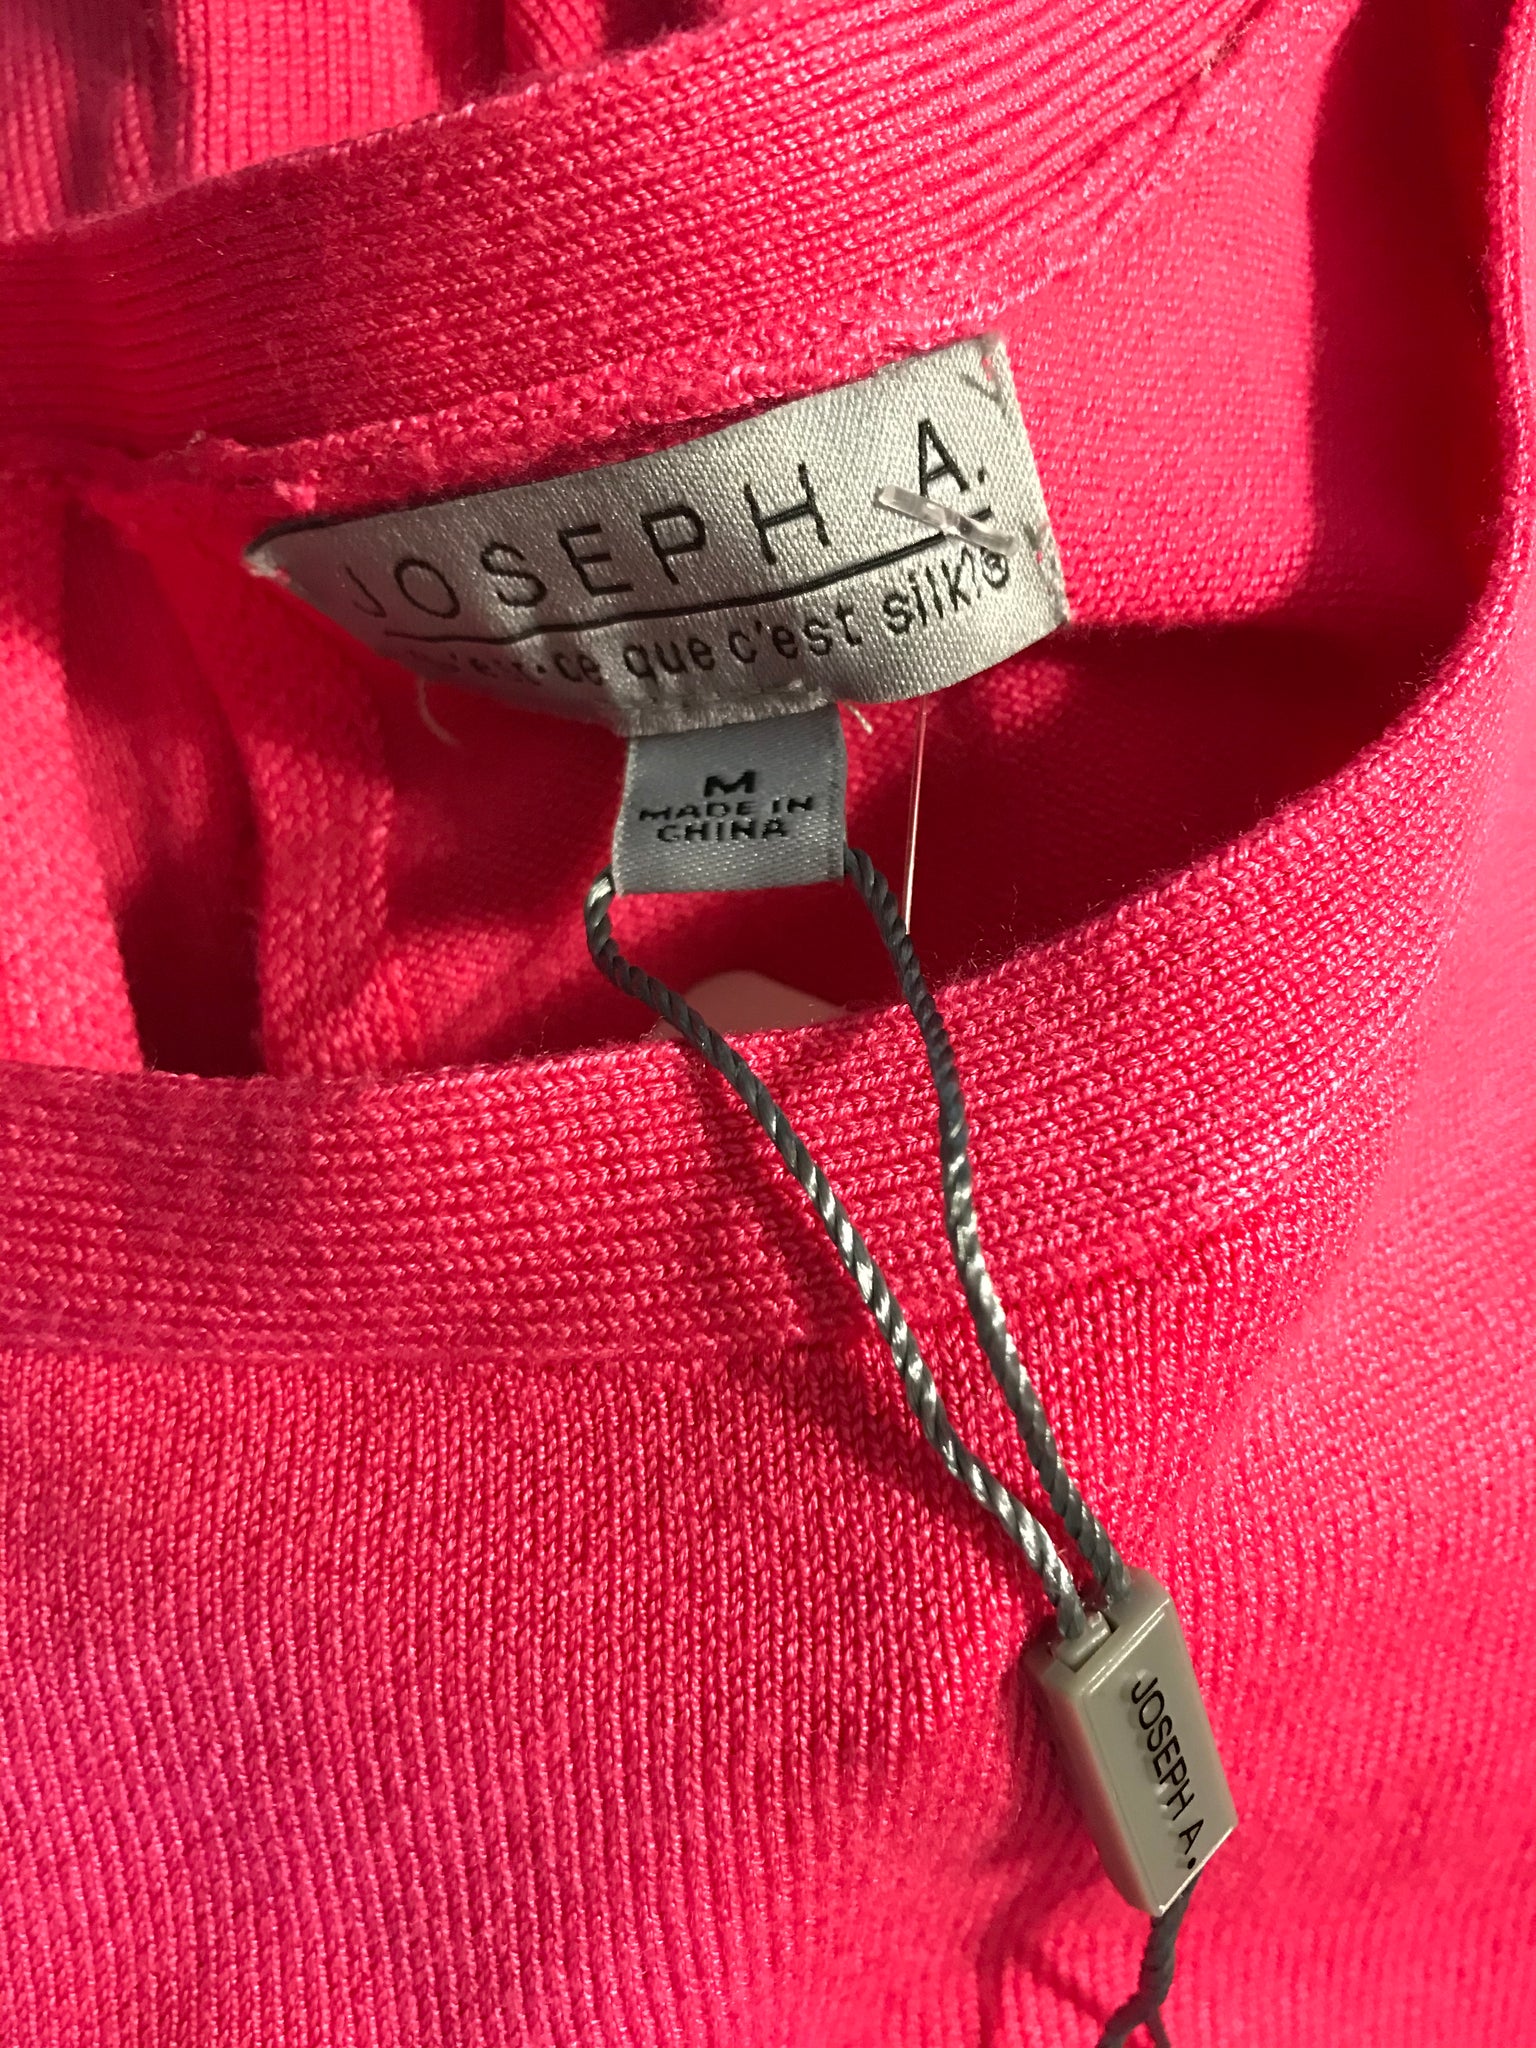 JOSEPH A.
que c'est silk?®
M
MADE IN
CHINA
JOSEPH A.